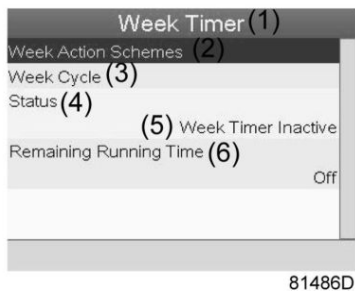 Week Timer (1)
Week Action Schemes (2)
Week Cycle (3)
Status (4)
(5) Week Timer Inactive
Remaining Running Time (6)
Off
81486D